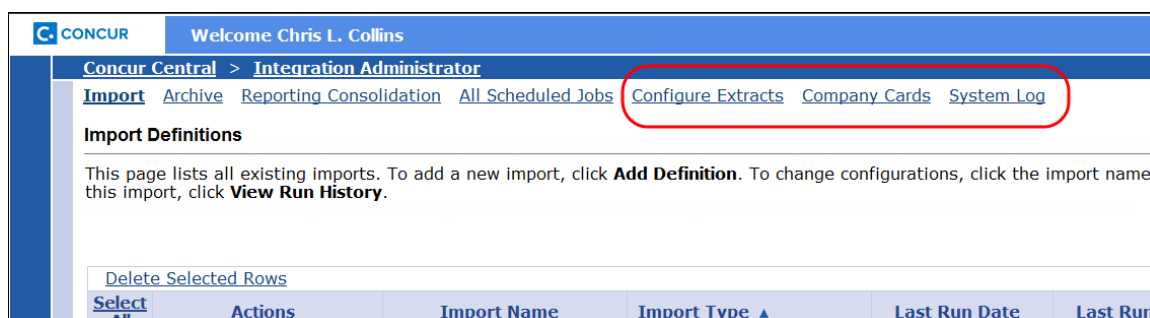 C. CONCUR Welcome Chris L. Collins
Concur Central > Integration Administrator
Import Archive Reporting Consolidation All Scheduled Jobs Configure Extracts Company Cards System Log
Import Definitions
This page lists all existing imports. To add a new import, click Add Definition. To change configurations, click the import name
this import, click View Run History.
Delete Selected Rows
Select All Actions Import Name Import Type ▲ Last Run Date Last Run